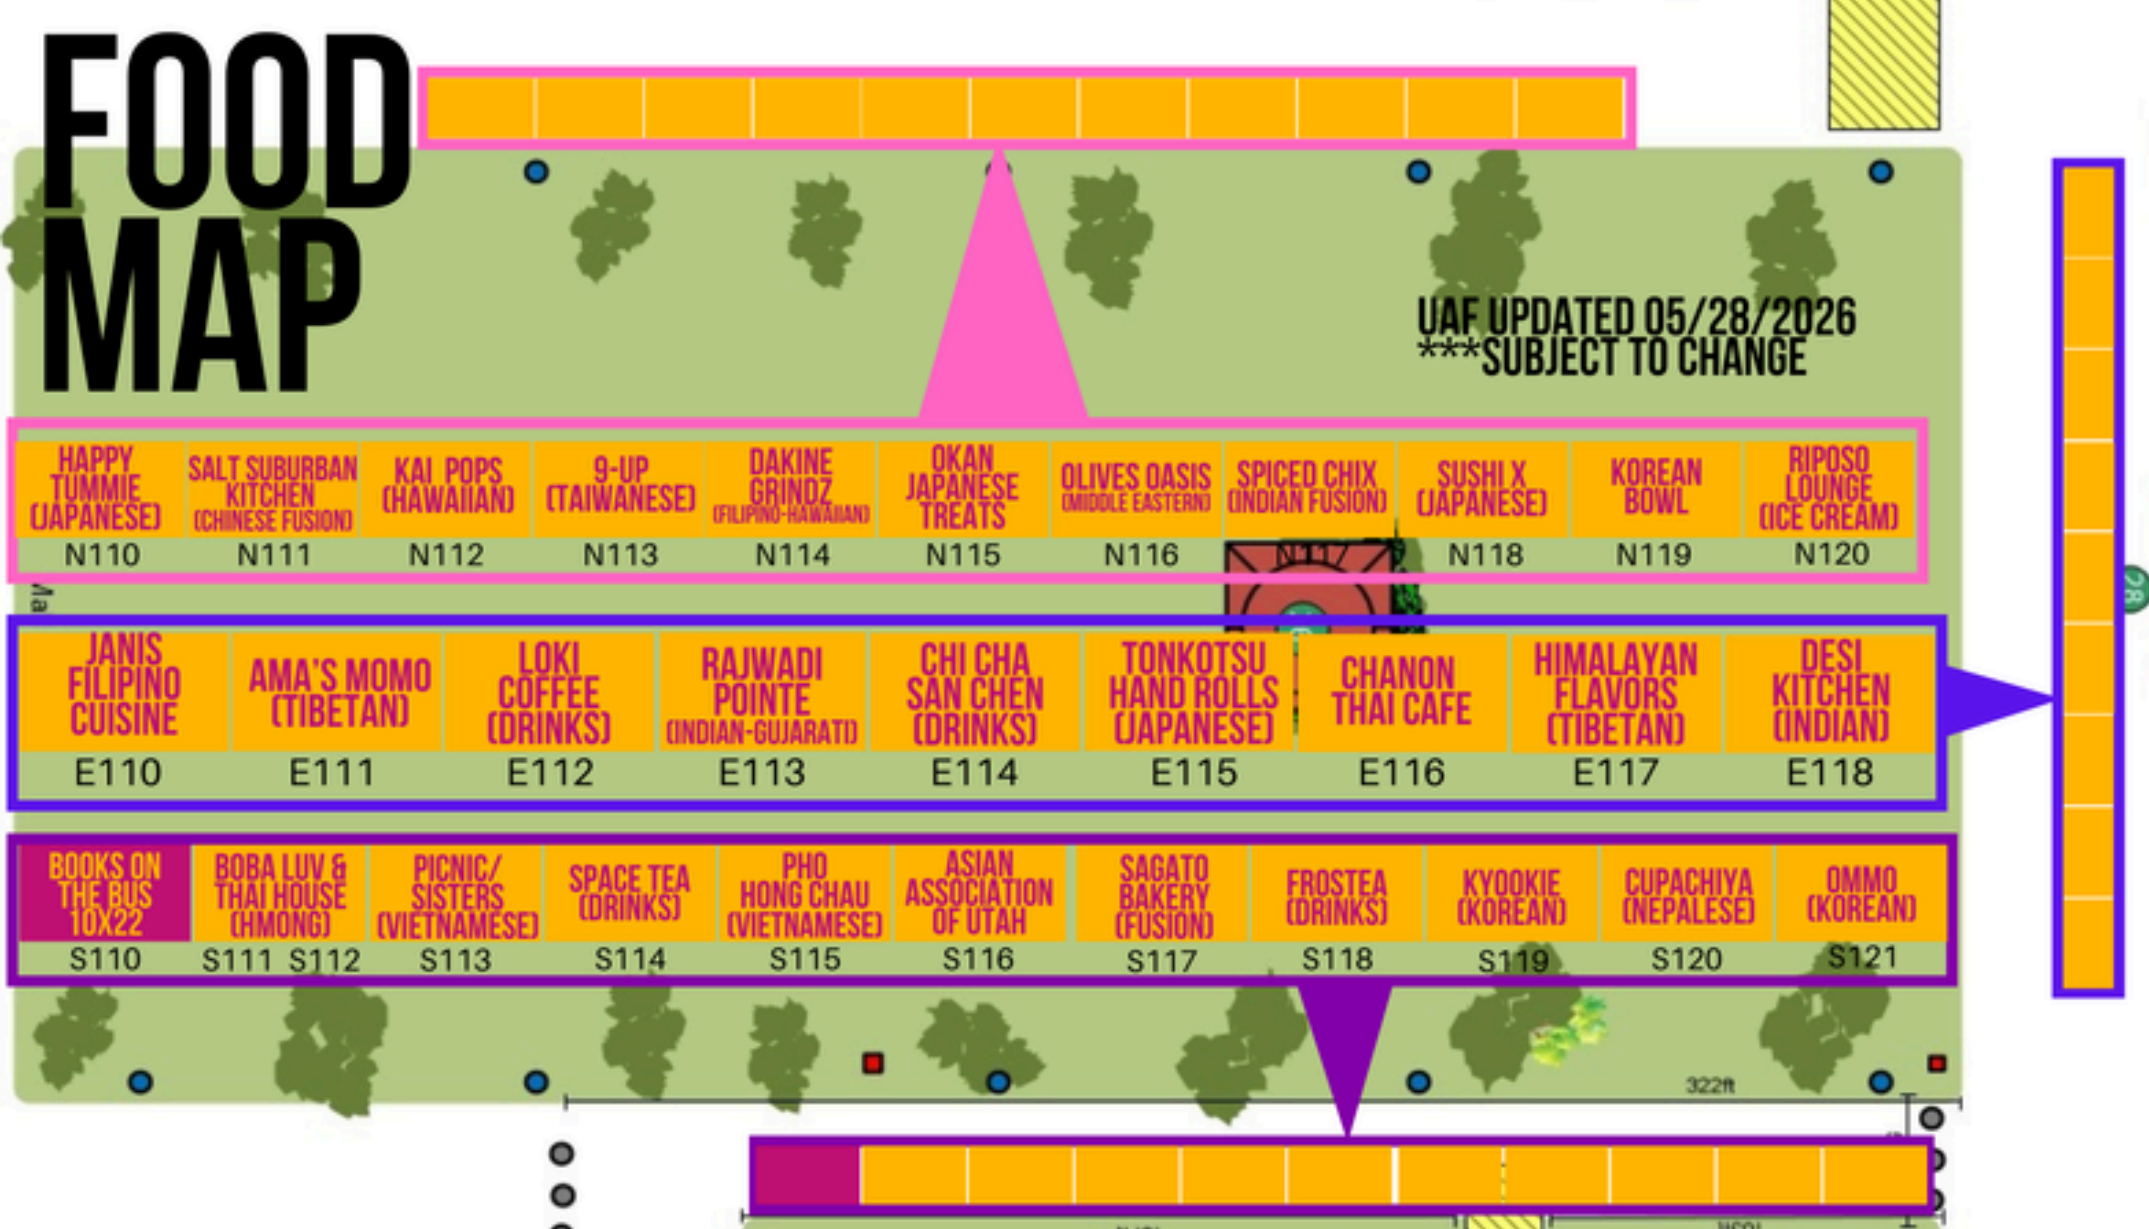 FOOD
MAP
UAF UPDATED 05/28/2026
***SUBJECT TO CHANGE
HAPPY
TUMMIE
(JAPANESE)
N110
SALT SUBURBAN
KITCHEN
(CHINESE FUSION)
N111
KAI POPS
(HAWAIIAN)
N112
9-UP
(TAIWANESE)
N113
DAKINE
GRINDZ
(FILIPINO-HAWAIIAN)
N114
OKAN
JAPANESE
TREATS
N115
OLIVES OASIS
(MIDDLE EASTERN)
N116
SPICED CHIX
(INDIAN FUSION)
N117
SUSHI X
(JAPANESE)
N118
KOREAN
BOWL
N119
RIPOSO
LOUNGE
(ICE CREAM)
N120
Ma
28
JANIS
FILIPINO
CUISINE
E110
AMA'S MOMO
(TIBETAN)
E111
LOKI
COFFEE
(DRINKS)
E112
RAJWADI
POINTE
(INDIAN-GUJARATI)
E113
CHI CHA
SAN CHEN
(DRINKS)
E114
TONKOTSU
HAND ROLLS
(JAPANESE)
E115
CHANON
THAI CAFE
E116
HIMALAYAN
FLAVORS
(TIBETAN)
E117
DESI
KITCHEN
(INDIAN)
E118
BOOKS ON
THE BUS
10X22
S110
BOBA LUV &
THAI HOUSE
(HMONG)
S111 S112
PICNIC/
SISTERS
(VIETNAMESE)
S113
SPACE TEA
(DRINKS)
S114
PHO
HONG CHAU
(VIETNAMESE)
S115
ASIAN
ASSOCIATION
OF UTAH
S116
SAGATO
BAKERY
(FUSION)
S117
FROSTEA
(DRINKS)
S118
KYOOKIE
(KOREAN)
S119
CUPACHIYA
(NEPALESE)
S120
OMMO
(KOREAN)
S121
322ft